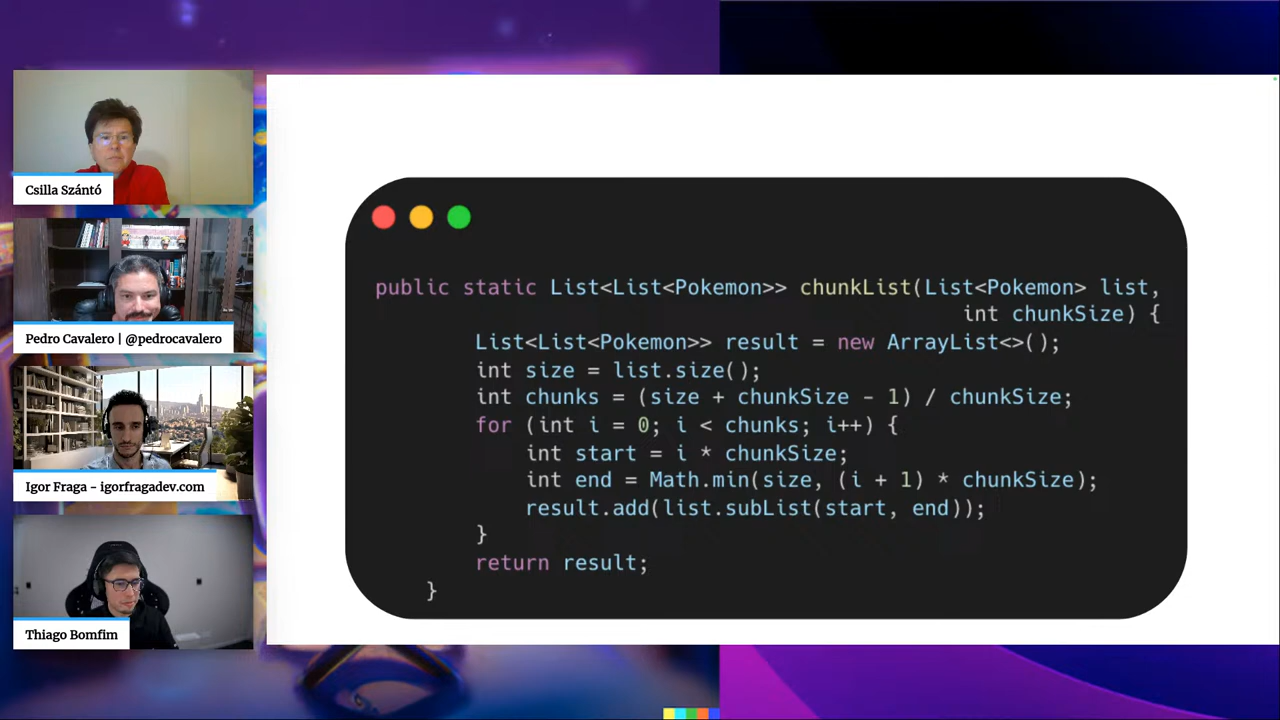 Csilla Szántó
Pedro Cavalero | @pedrocavalero
Igor Fraga - igorfragadev.com
Thiago Bomfim
public static List<List<Pokemon>> chunkList(List<Pokemon> list,
int chunkSize) {
List<List<Pokemon>> result = new ArrayList<>();
int size = list.size();
int chunks = (size + chunkSize - 1) / chunkSize;
for (int i = 0; i < chunks; i++) {
int start = i * chunkSize;
int end = Math.min(size, (i + 1) * chunkSize);
result.add(list.subList(start, end));
}
return result;
}